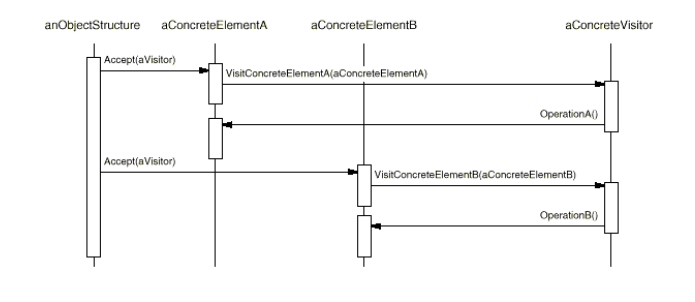 anObjectStructure aConcreteElementA aConcreteElementB aConcreteVisitor
Accept(aVisitor)
VisitConcreteElementA(aConcreteElementA)
OperationA()
Accept(aVisitor)
VisitConcreteElementB(aConcreteElementB)
OperationB()